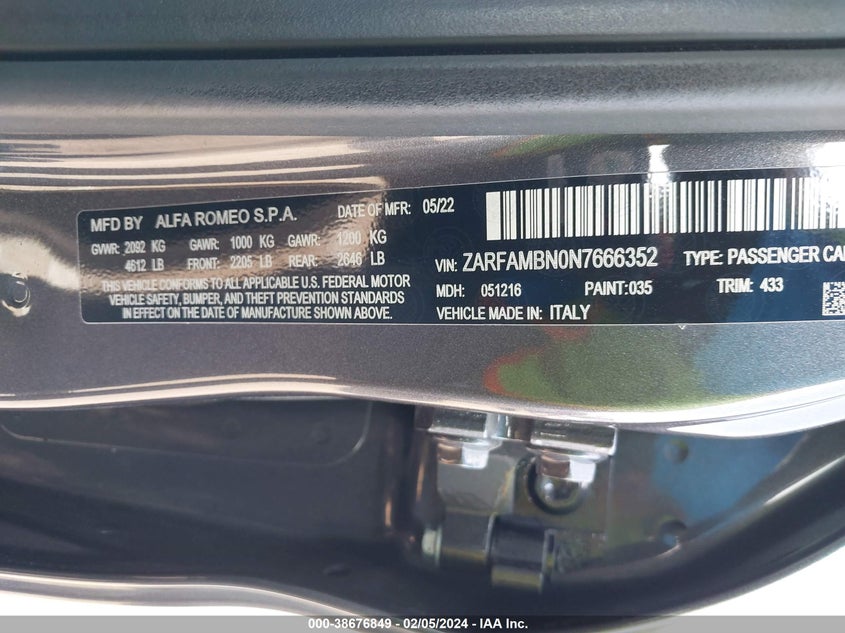 MFD BY ALFA ROMEO S.P.A. DATE OF MFR: 05/22
GVWR: 2092 KG GAWR: 1000 KG GAWR: 1200 KG
4612 LB FRONT: 2205 LB REAR: 2646 LB
THIS VEHICLE CONFORMS TO ALL APPLICABLE U.S. FEDERAL MOTOR
VEHICLE SAFETY, BUMPER, AND THEFT PREVENTION STANDARDS
IN EFFECT ON THE DATE OF MANUFACTURE SHOWN ABOVE.
VIN: ZARFAMBN0N7666352 TYPE: PASSENGER CAR
MDH: 051216 PAINT:035 TRIM: 433
VEHICLE MADE IN: ITALY
000-38676849 - 02/05/2024 - IAA Inc.